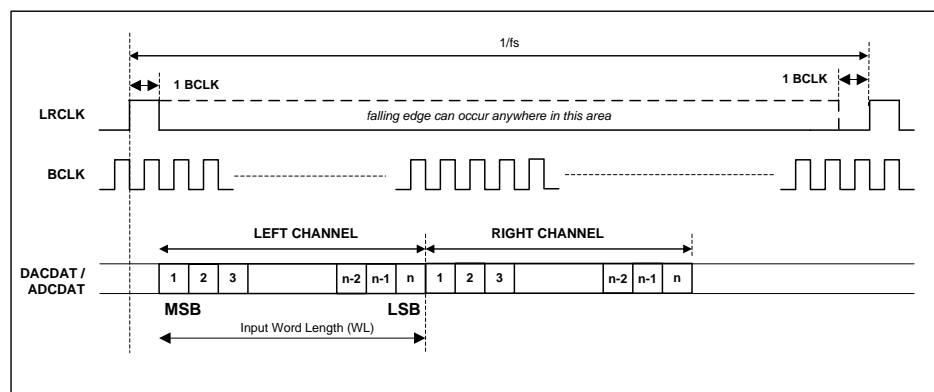 1/fs
1 BCLK
1 BCLK
LRCLK
falling edge can occur anywhere in this area
BCLK
LEFT CHANNEL
RIGHT CHANNEL
DACDAT /
ADCDAT
1 2 3 n-2 n-1 n 1 2 3 n-2 n-1 n
MSB
LSB
Input Word Length (WL)